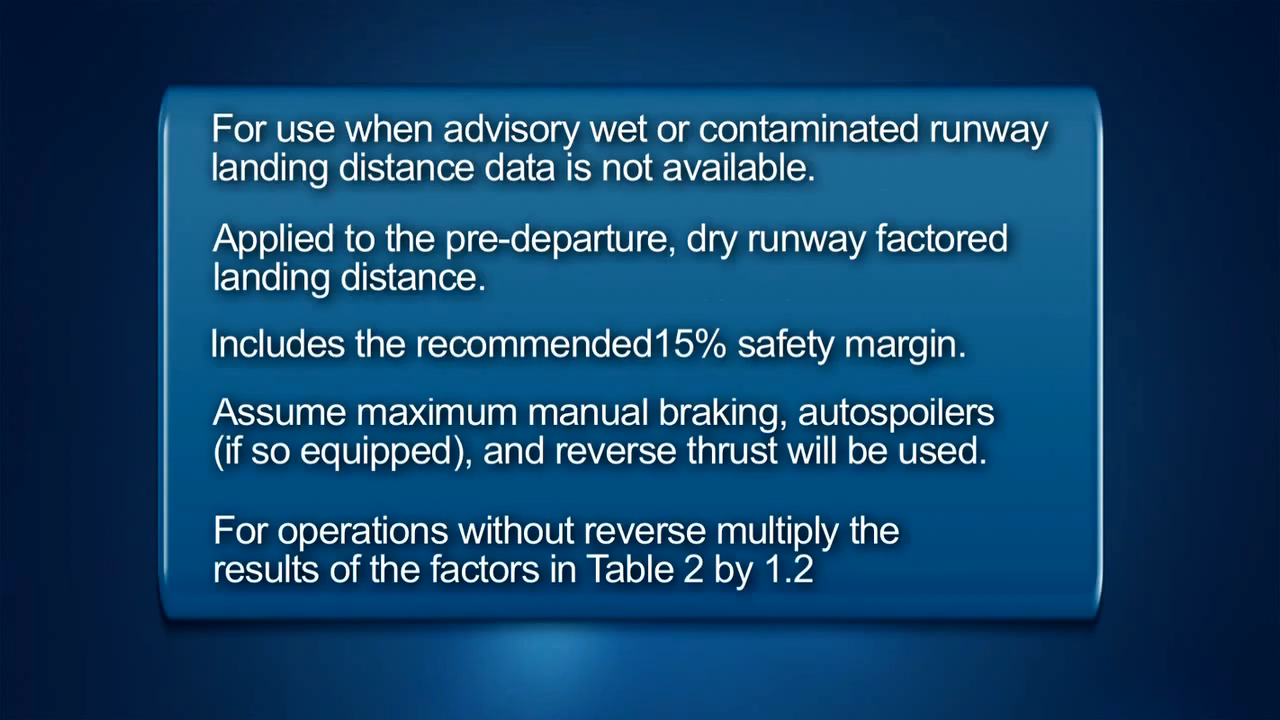 For use when advisory wet or contaminated runway
landing distance data is not available.
Applied to the pre-departure, dry runway factored
landing distance.
Includes the recommended15% safety margin.
Assume maximum manual braking, autospoilers
(if so equipped), and reverse thrust will be used.
For operations without reverse multiply the
results of the factors in Table 2 by 1.2